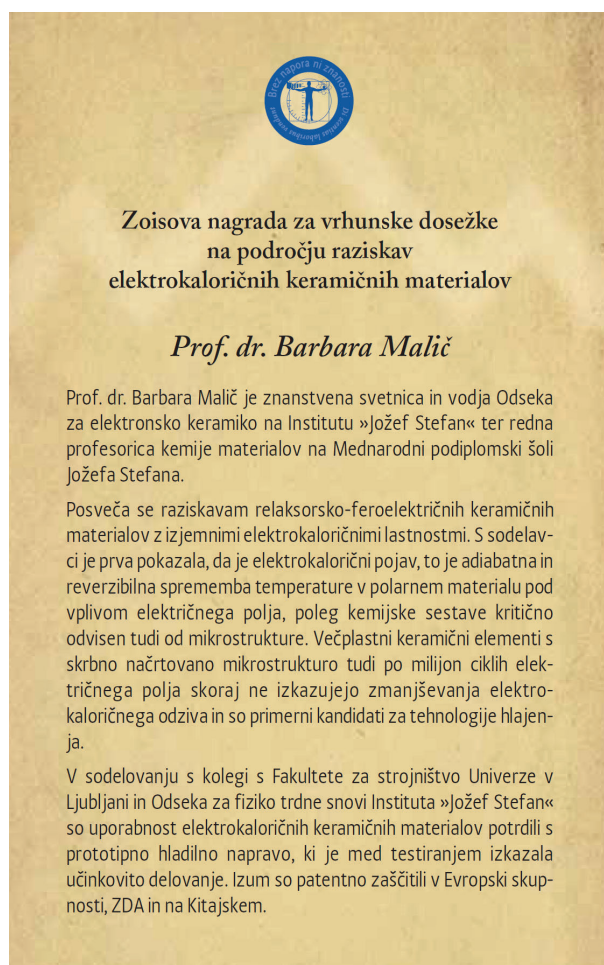 Brez napora ni znanosti
Di omnia laboribus vendunt
Zoisova nagrada za vrhunske dosežke
na področju raziskav
elektrokaloričnih keramičnih materialov
Prof. dr. Barbara Malič
Prof. dr. Barbara Malič je znanstvena svetnica in vodja Odseka
za elektronsko keramiko na Institutu »Jožef Stefan« ter redna
profesorica kemije materialov na Mednarodni podiplomski šoli
Jožefa Stefana.
Posveča se raziskavam relaksorsko-feroelektričnih keramičnih
materialov z izjemnimi elektrokaloričnimi lastnostmi. S sodelav-
ci je prva pokazala, da je elektrokalorični pojav, to je adiabatna in
reverzibilna sprememba temperature v polarnem materialu pod
vplivom električnega polja, poleg kemijske sestave kritično
odvisen tudi od mikrostrukture. Večplastni keramični elementi s
skrbno načrtovano mikrostrukturo tudi po milijon ciklih elek-
tričnega polja skoraj ne izkazujejo zmanjševanja elektro-
kaloričnega odziva in so primerni kandidati za tehnologije hlajen-
ja.
V sodelovanju s kolegi s Fakultete za strojništvo Univerze v
Ljubljani in Odseka za fiziko trdne snovi Instituta »Jožef Stefan«
so uporabnost elektrokaloričnih keramičnih materialov potrdili s
prototipno hladilno napravo, ki je med testiranjem izkazala
učinkovito delovanje. Izum so patentno zaščitili v Evropski skup-
nosti, ZDA in na Kitajskem.